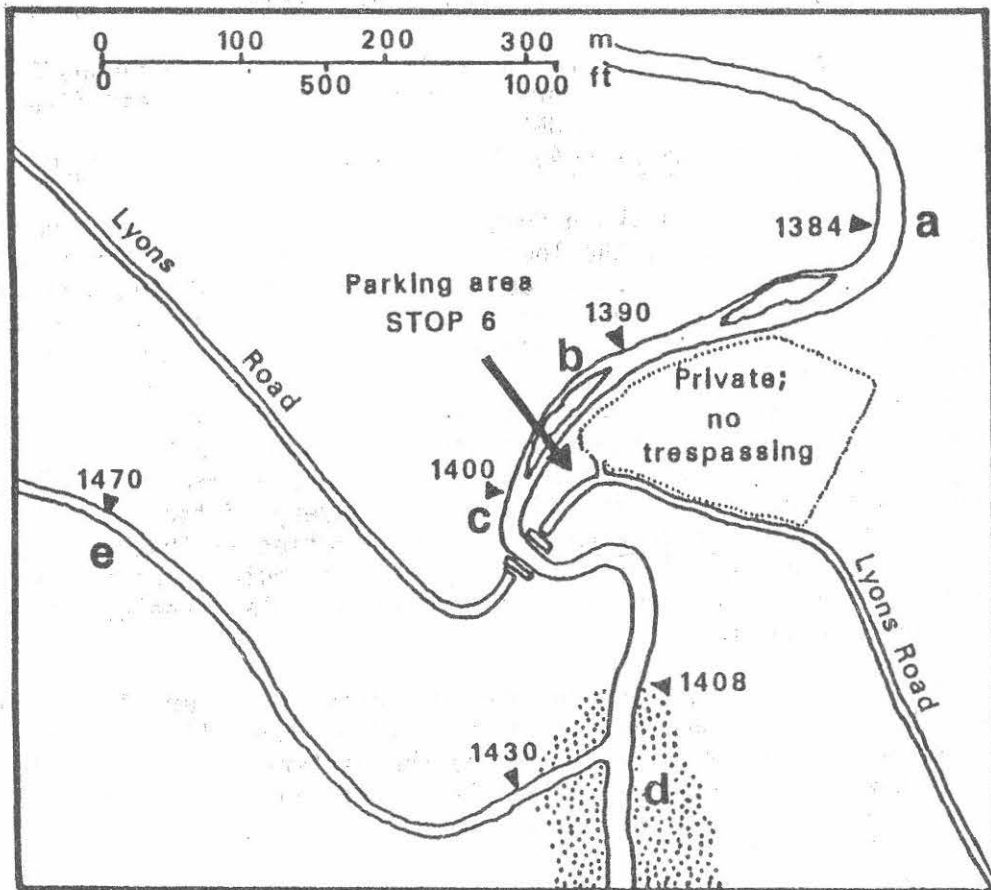 0 100 200 300 m
0 500 1000 ft
Lyons
Road
a
1384
Parking area
STOP 6
1390
b
Private;
no
trespassing
1400
c
1470
e
Lyons Road
1408
1430
d